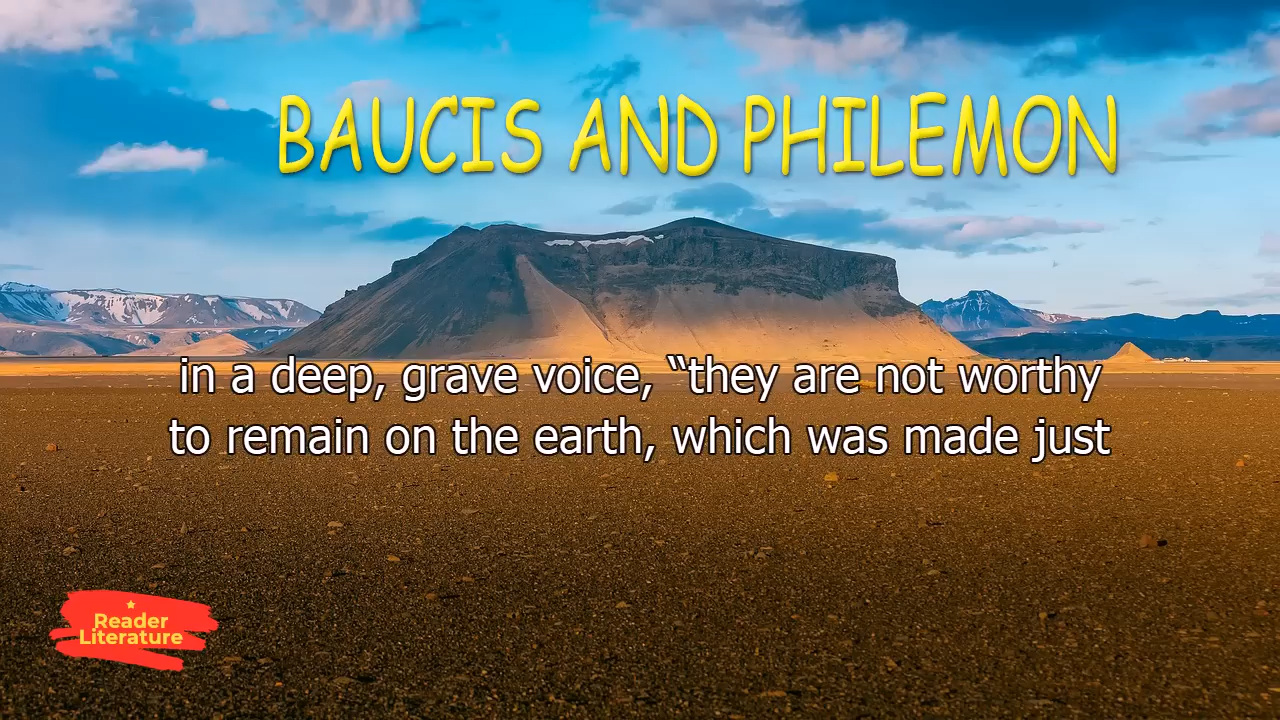 BAUCIS AND PHILEMON
in a deep, grave voice, “they are not worthy
to remain on the earth, which was made just
Reader
Literature